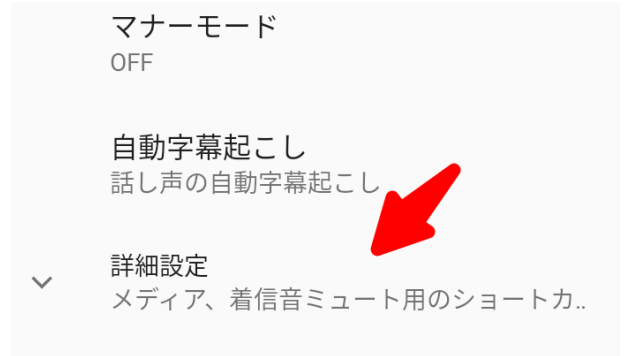 マナーモード
OFF
自動字幕起こし
話し声の自動字幕起こし
詳細設定
メディア、着信音ミュート用のショートカ..